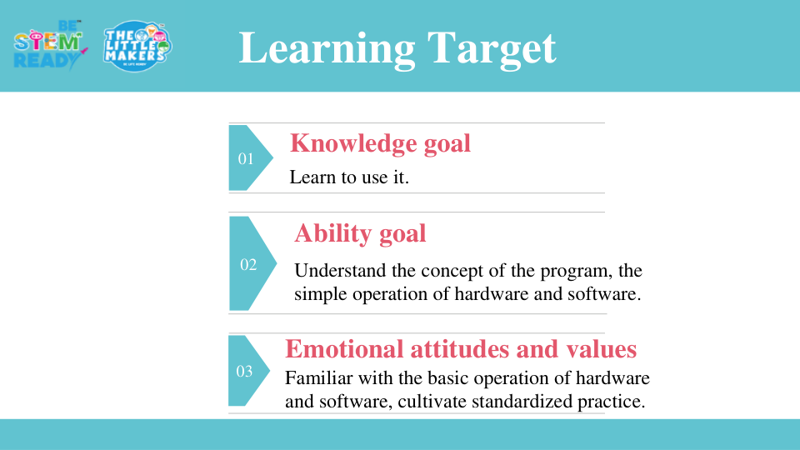 BE
STEM
READY
THE
LITTLE
MAKERS
Learning Target
01
Knowledge goal
Learn to use it.
02
Ability goal
Understand the concept of the program, the
simple operation of hardware and software.
03
Emotional attitudes and values
Familiar with the basic operation of hardware
and software, cultivate standardized practice.